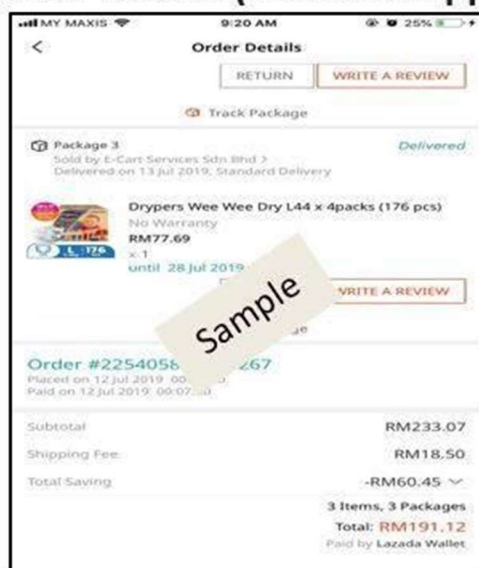 MY MAXIS 9:20 AM 25%
Order Details
RETURN WRITE A REVIEW
Track Package
Package 3 Delivered
Sold by E-Cart Services Sdn Bhd >
Delivered on 13 Jul 2019, Standard Delivery
Drypers Wee Wee Dry L44 x 4packs (176 pcs)
No Warranty
RM77.69
L 176
x 1
until 28 Jul 2019
WRITE A REVIEW
Sample
Order #2254058 267
Placed on 12 Jul 2019
Paid on 12 Jul 2019
Subtotal RM233.07
Shipping Fee RM18.50
Total Saving -RM60.45
3 Items, 3 Packages
Total: RM191.12
Paid by Lazada Wallet